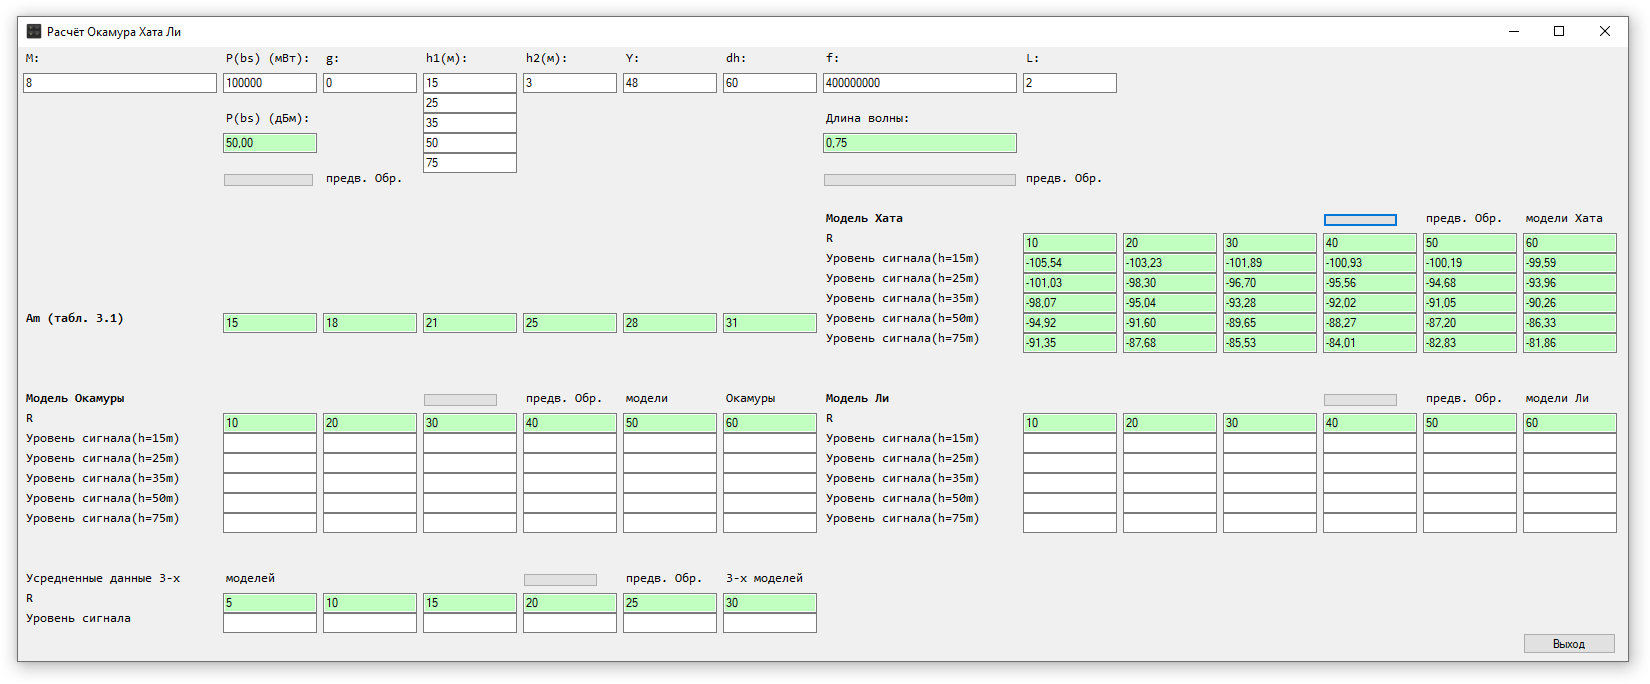 Расчёт Окамура Хата Ли
M: P(bs) (мВт): g: h1(м): h2(м): Y: dh: f: L:
8 100000 0 15 3 48 60 400000000 2
25
P(bs) (дБм): 35 Длина волны:
50,00 50 0,75
75
предв. Обр. предв. Обр.
Модель Хата предв. Обр. модели Хата
R 10 20 30 40 50 60
Уровень сигнала(h=15m) -105,54 -103,23 -101,89 -100,93 -100,19 -99,59
Уровень сигнала(h=25m) -101,03 -98,30 -96,70 -95,56 -94,68 -93,96
Уровень сигнала(h=35m) -98,07 -95,04 -93,28 -92,02 -91,05 -90,26
Am (табл. 3.1) 15 18 21 25 28 31 Уровень сигнала(h=50m) -94,92 -91,60 -89,65 -88,27 -87,20 -86,33
Уровень сигнала(h=75m) -91,35 -87,68 -85,53 -84,01 -82,83 -81,86
Модель Окамуры предв. Обр. модели Окамуры Модель Ли предв. Обр. модели Ли
R 10 20 30 40 50 60 R 10 20 30 40 50 60
Уровень сигнала(h=15m) Уровень сигнала(h=15m)
Уровень сигнала(h=25m) Уровень сигнала(h=25m)
Уровень сигнала(h=35m) Уровень сигнала(h=35m)
Уровень сигнала(h=50m) Уровень сигнала(h=50m)
Уровень сигнала(h=75m) Уровень сигнала(h=75m)
Усредненные данные 3-х моделей предв. Обр. 3-х моделей
R 5 10 15 20 25 30
Уровень сигнала
Выход